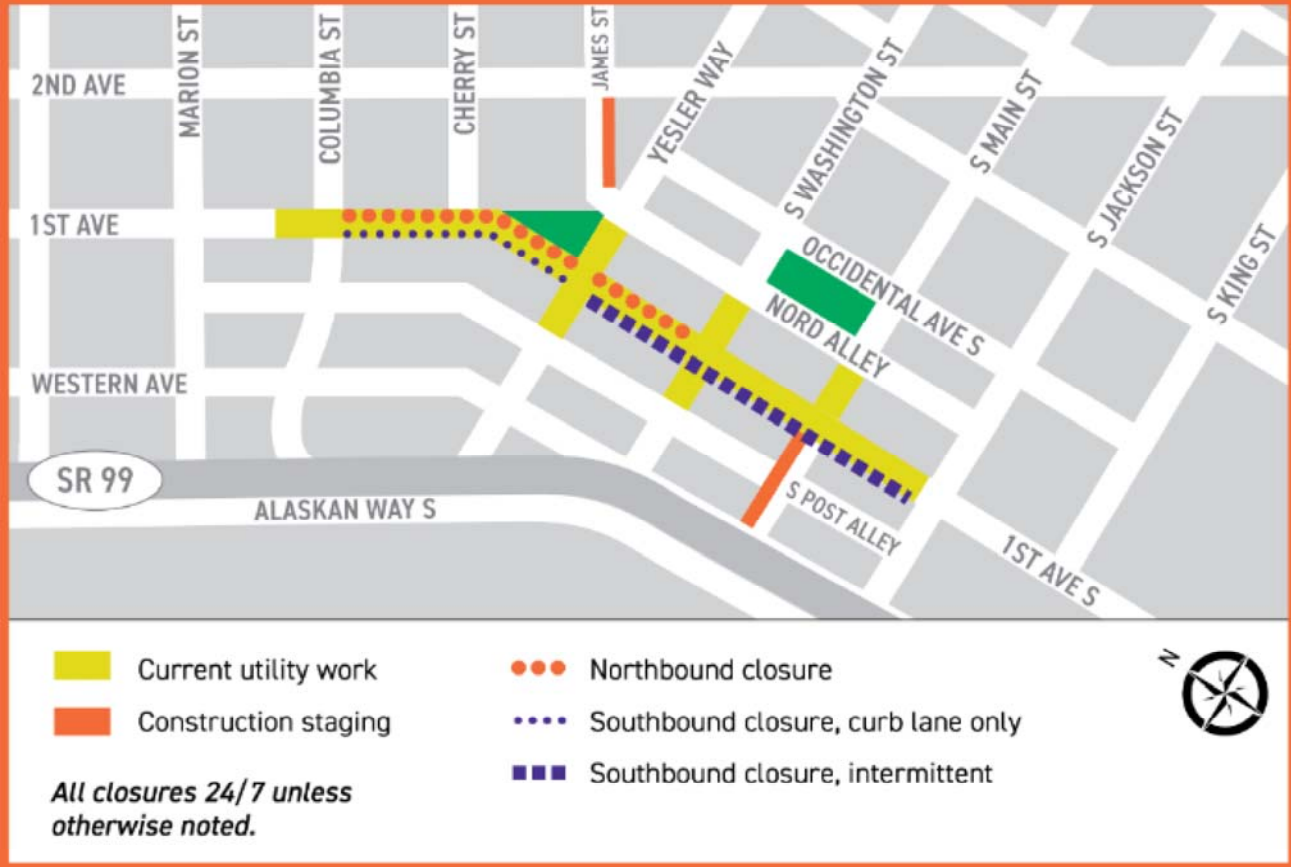 MARION ST
COLUMBIA ST
CHERRY ST
JAMES ST
YESLER WAY
S WASHINGTON ST
S MAIN ST
S JACKSON ST
S KING ST
2ND AVE
1ST AVE
OCCIDENTAL AVE S
NORD ALLEY
WESTERN AVE
SR 99
ALASKAN WAY S
S POST ALLEY
1ST AVE S
Current utility work
Construction staging
All closures 24/7 unless
otherwise noted.
Northbound closure
Southbound closure, curb lane only
Southbound closure, intermittent
N